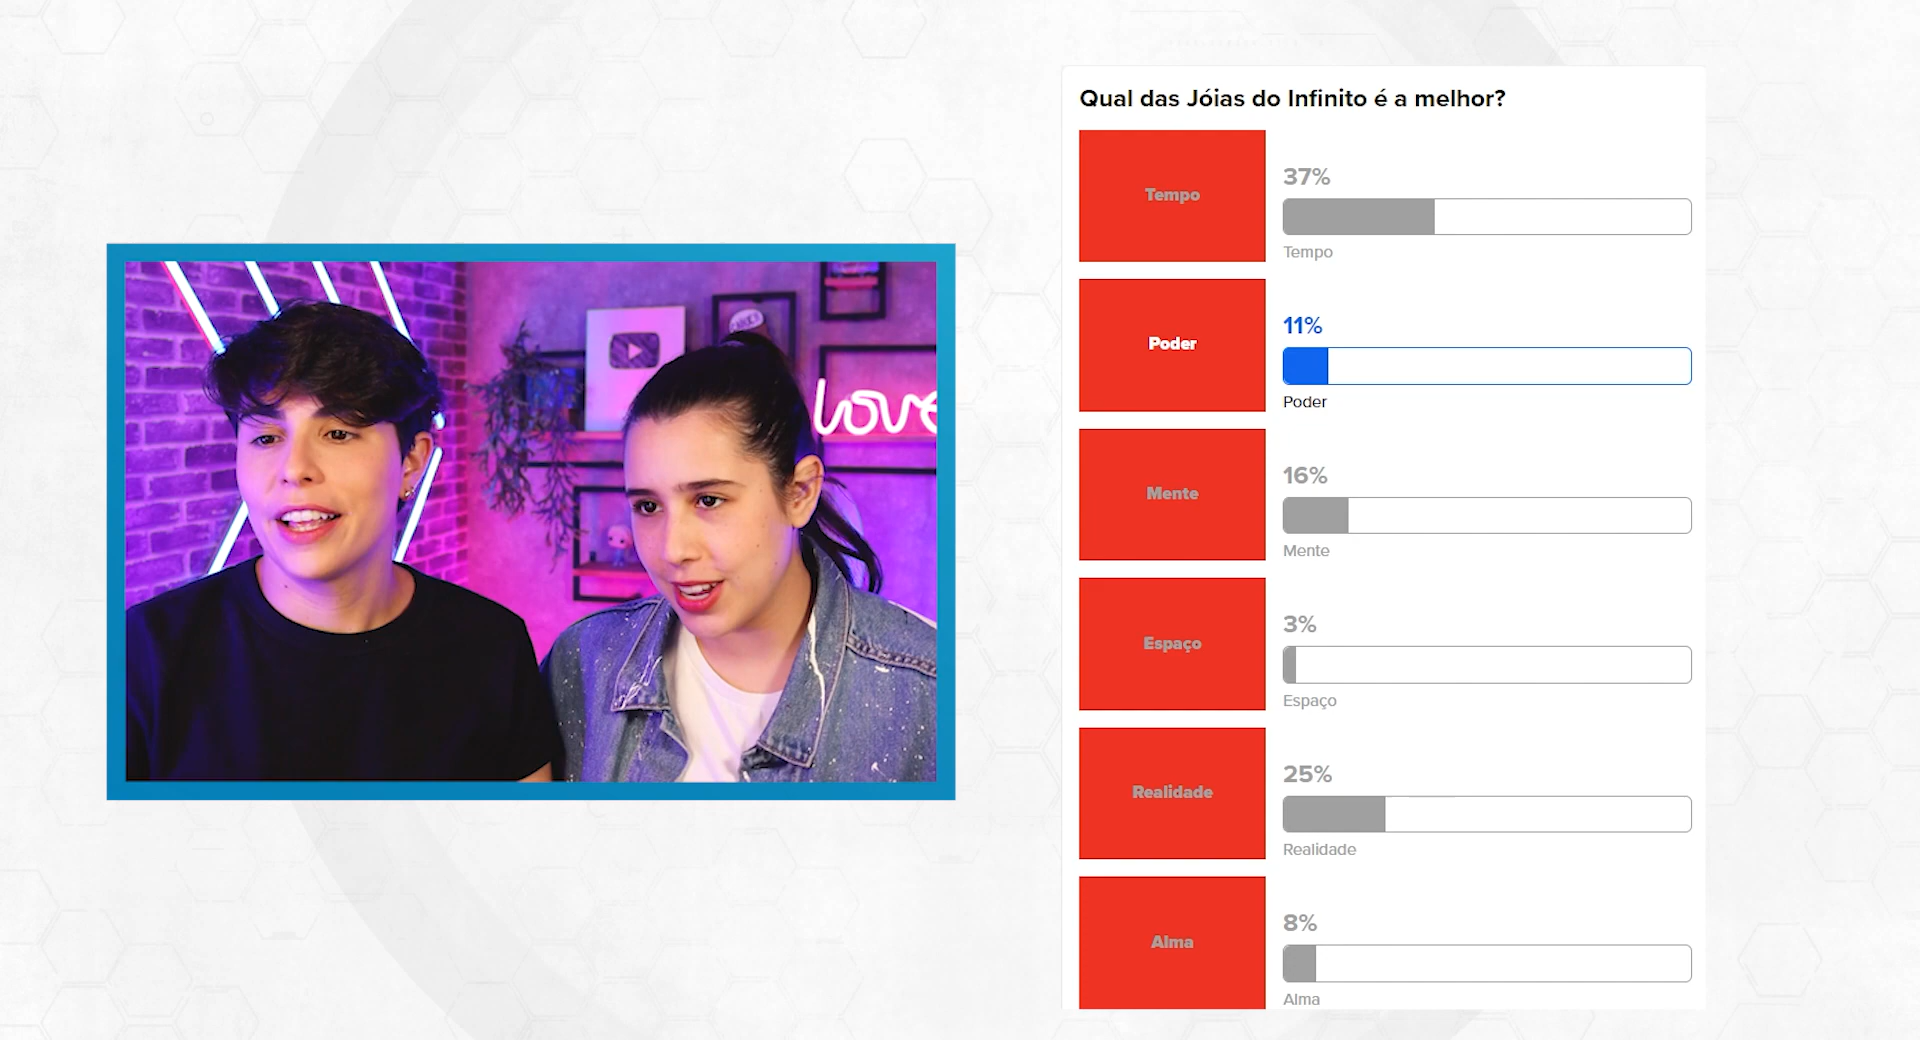 Qual das Jóias do Infinito é a melhor?
Tempo
37%
Tempo
Poder
11%
Poder
Mente
16%
Mente
Espaço
3%
Espaço
Realidade
25%
Realidade
Alma
8%
Alma
love